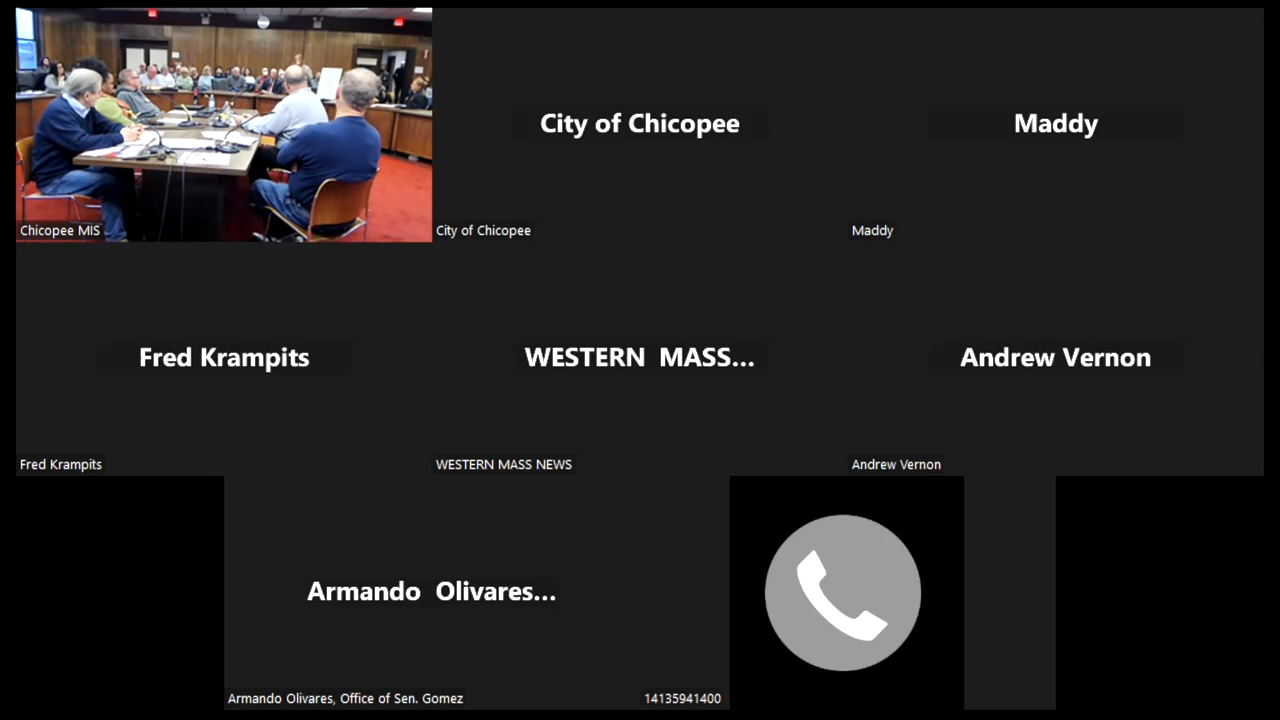 City of Chicopee
Maddy
Chicopee MIS
City of Chicopee
Maddy
Fred Krampits
WESTERN MASS...
Andrew Vernon
Fred Krampits
WESTERN MASS NEWS
Andrew Vernon
Armando Olivares...
Armando Olivares, Office of Sen. Gomez
14135941400